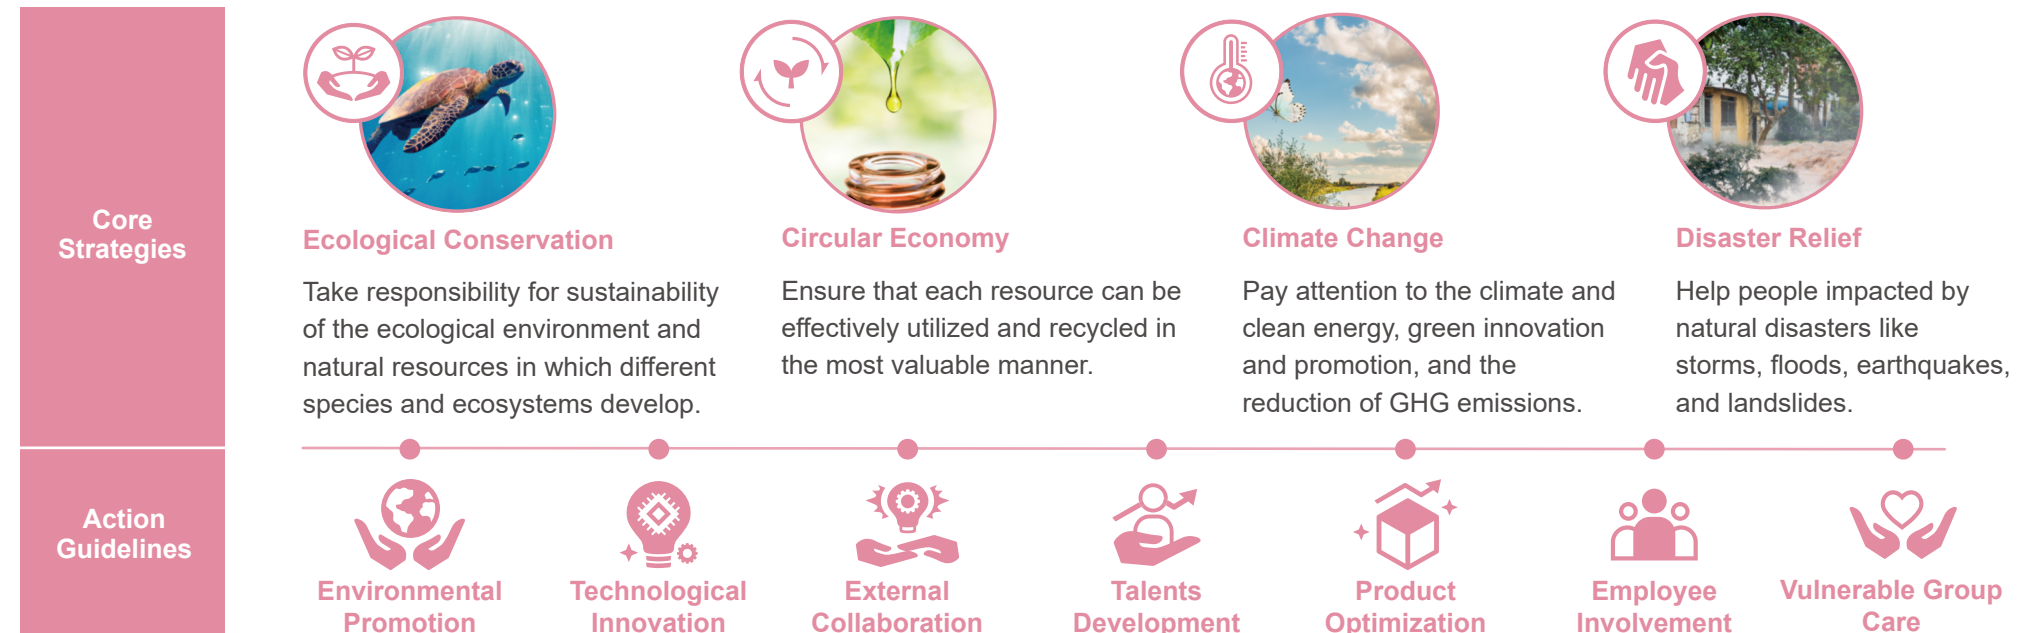 Core
Strategies
Ecological Conservation
Take responsibility for sustainability
of the ecological environment and
natural resources in which different
species and ecosystems develop.
Circular Economy
Ensure that each resource can be
effectively utilized and recycled in
the most valuable manner.
Climate Change
Pay attention to the climate and
clean energy, green innovation
and promotion, and the
reduction of GHG emissions.
Disaster Relief
Help people impacted by
natural disasters like
storms, floods, earthquakes,
and landslides.
Action
Guidelines
Environmental
Promotion
Technological
Innovation
External
Collaboration
Talents
Development
Product
Optimization
Employee
Involvement
Vulnerable Group
Care